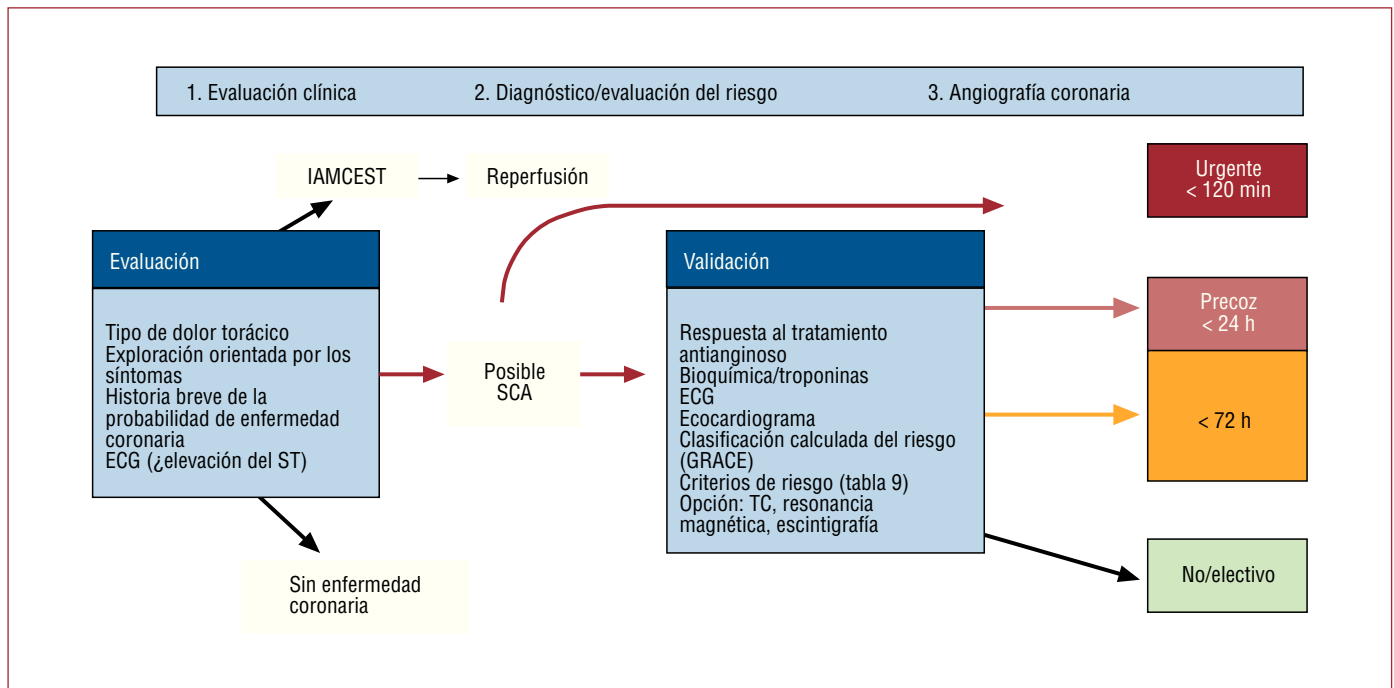 1. Evaluación clínica
2. Diagnóstico/evaluación del riesgo
3. Angiografía coronaria
IAMCEST
Reperfusión
Urgente
< 120 min
Evaluación
Tipo de dolor torácico
Exploración orientada por los
síntomas
Historia breve de la
probabilidad de enfermedad
coronaria
ECG (¿elevación del ST)
Posible
SCA
Validación
Respuesta al tratamiento
antianginoso
Bioquímica/troponinas
ECG
Ecocardiograma
Clasificación calculada del riesgo
(GRACE)
Criterios de riesgo (tabla 9)
Opción: TC, resonancia
magnética, escintigrafía
Precoz
< 24 h
< 72 h
No/electivo
Sin enfermedad
coronaria